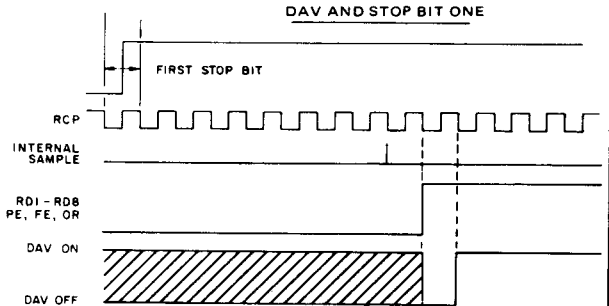 DAV AND STOP BIT ONE
FIRST STOP BIT
RCP
INTERNAL
SAMPLE
RD1-RD8
PE, FE, OR
DAV ON
DAV OFF